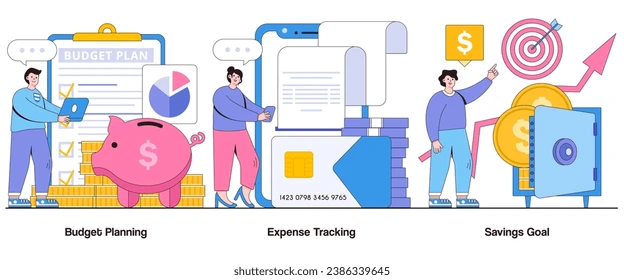 BUDGET PLAN
$
$
$
1423 0798 3456 9765
Budget Planning
Expense Tracking
Savings Goal
shutterstock.com · 2386339645